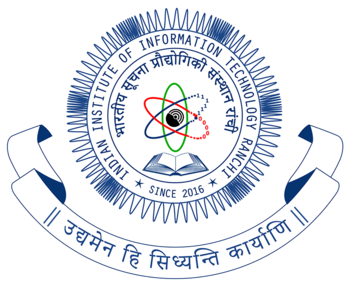 INDIAN INSTITUTE OF INFORMATION TECHNOLOGY RANCHI
भारतीय सूचना प्रौद्योगिकी संस्थान रांची
★ SINCE 2016 ★
|| उद्यमेन हि सिध्यन्ति कार्याणि ||